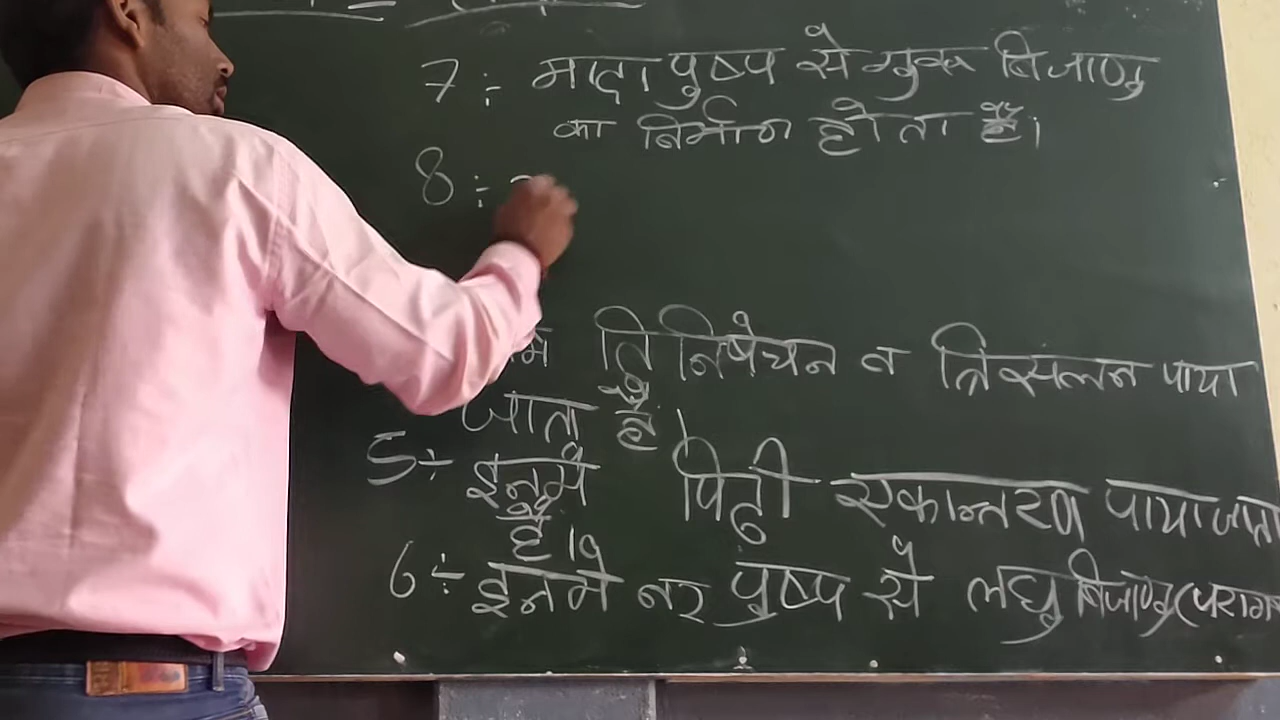 7÷ मादा पुष्प से गुरू बिजाणु
का निर्माण होता है।
8÷
द्वि निषेचन व त्रिसंलन पाया
जाता है।
5÷ इनमें पिढी एकान्तरण पाया जाता
है।
6÷ इनमे नर पुष्प से लघु बिजाणु (पराग